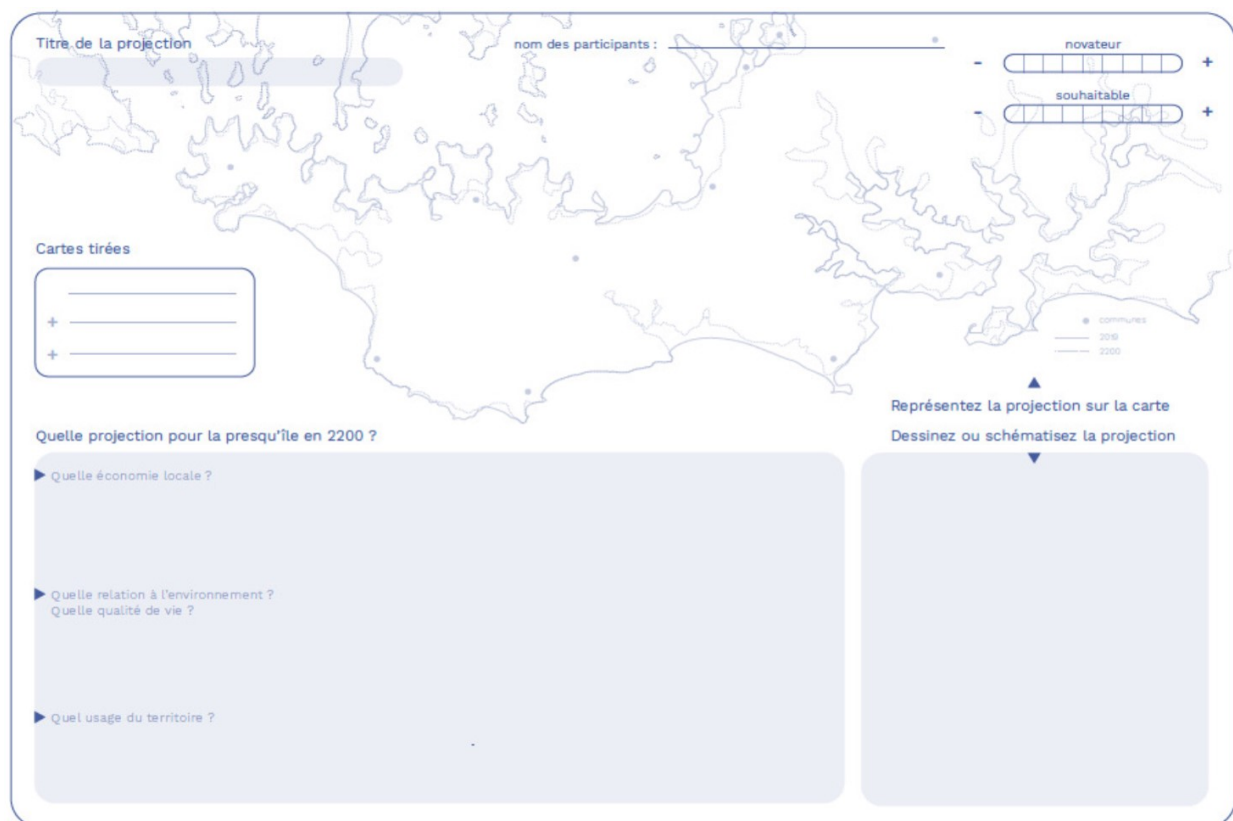 Titre de la projection
nom des participants :
novateur
- +
souhaitable
- +
Cartes tirées
+
+
communes
2019
2200
Représentez la projection sur la carte
Dessinez ou schématisez la projection
Quelle projection pour la presqu'île en 2200 ?
Quelle économie locale ?
Quelle relation à l'environnement ?
Quelle qualité de vie ?
Quel usage du territoire ?